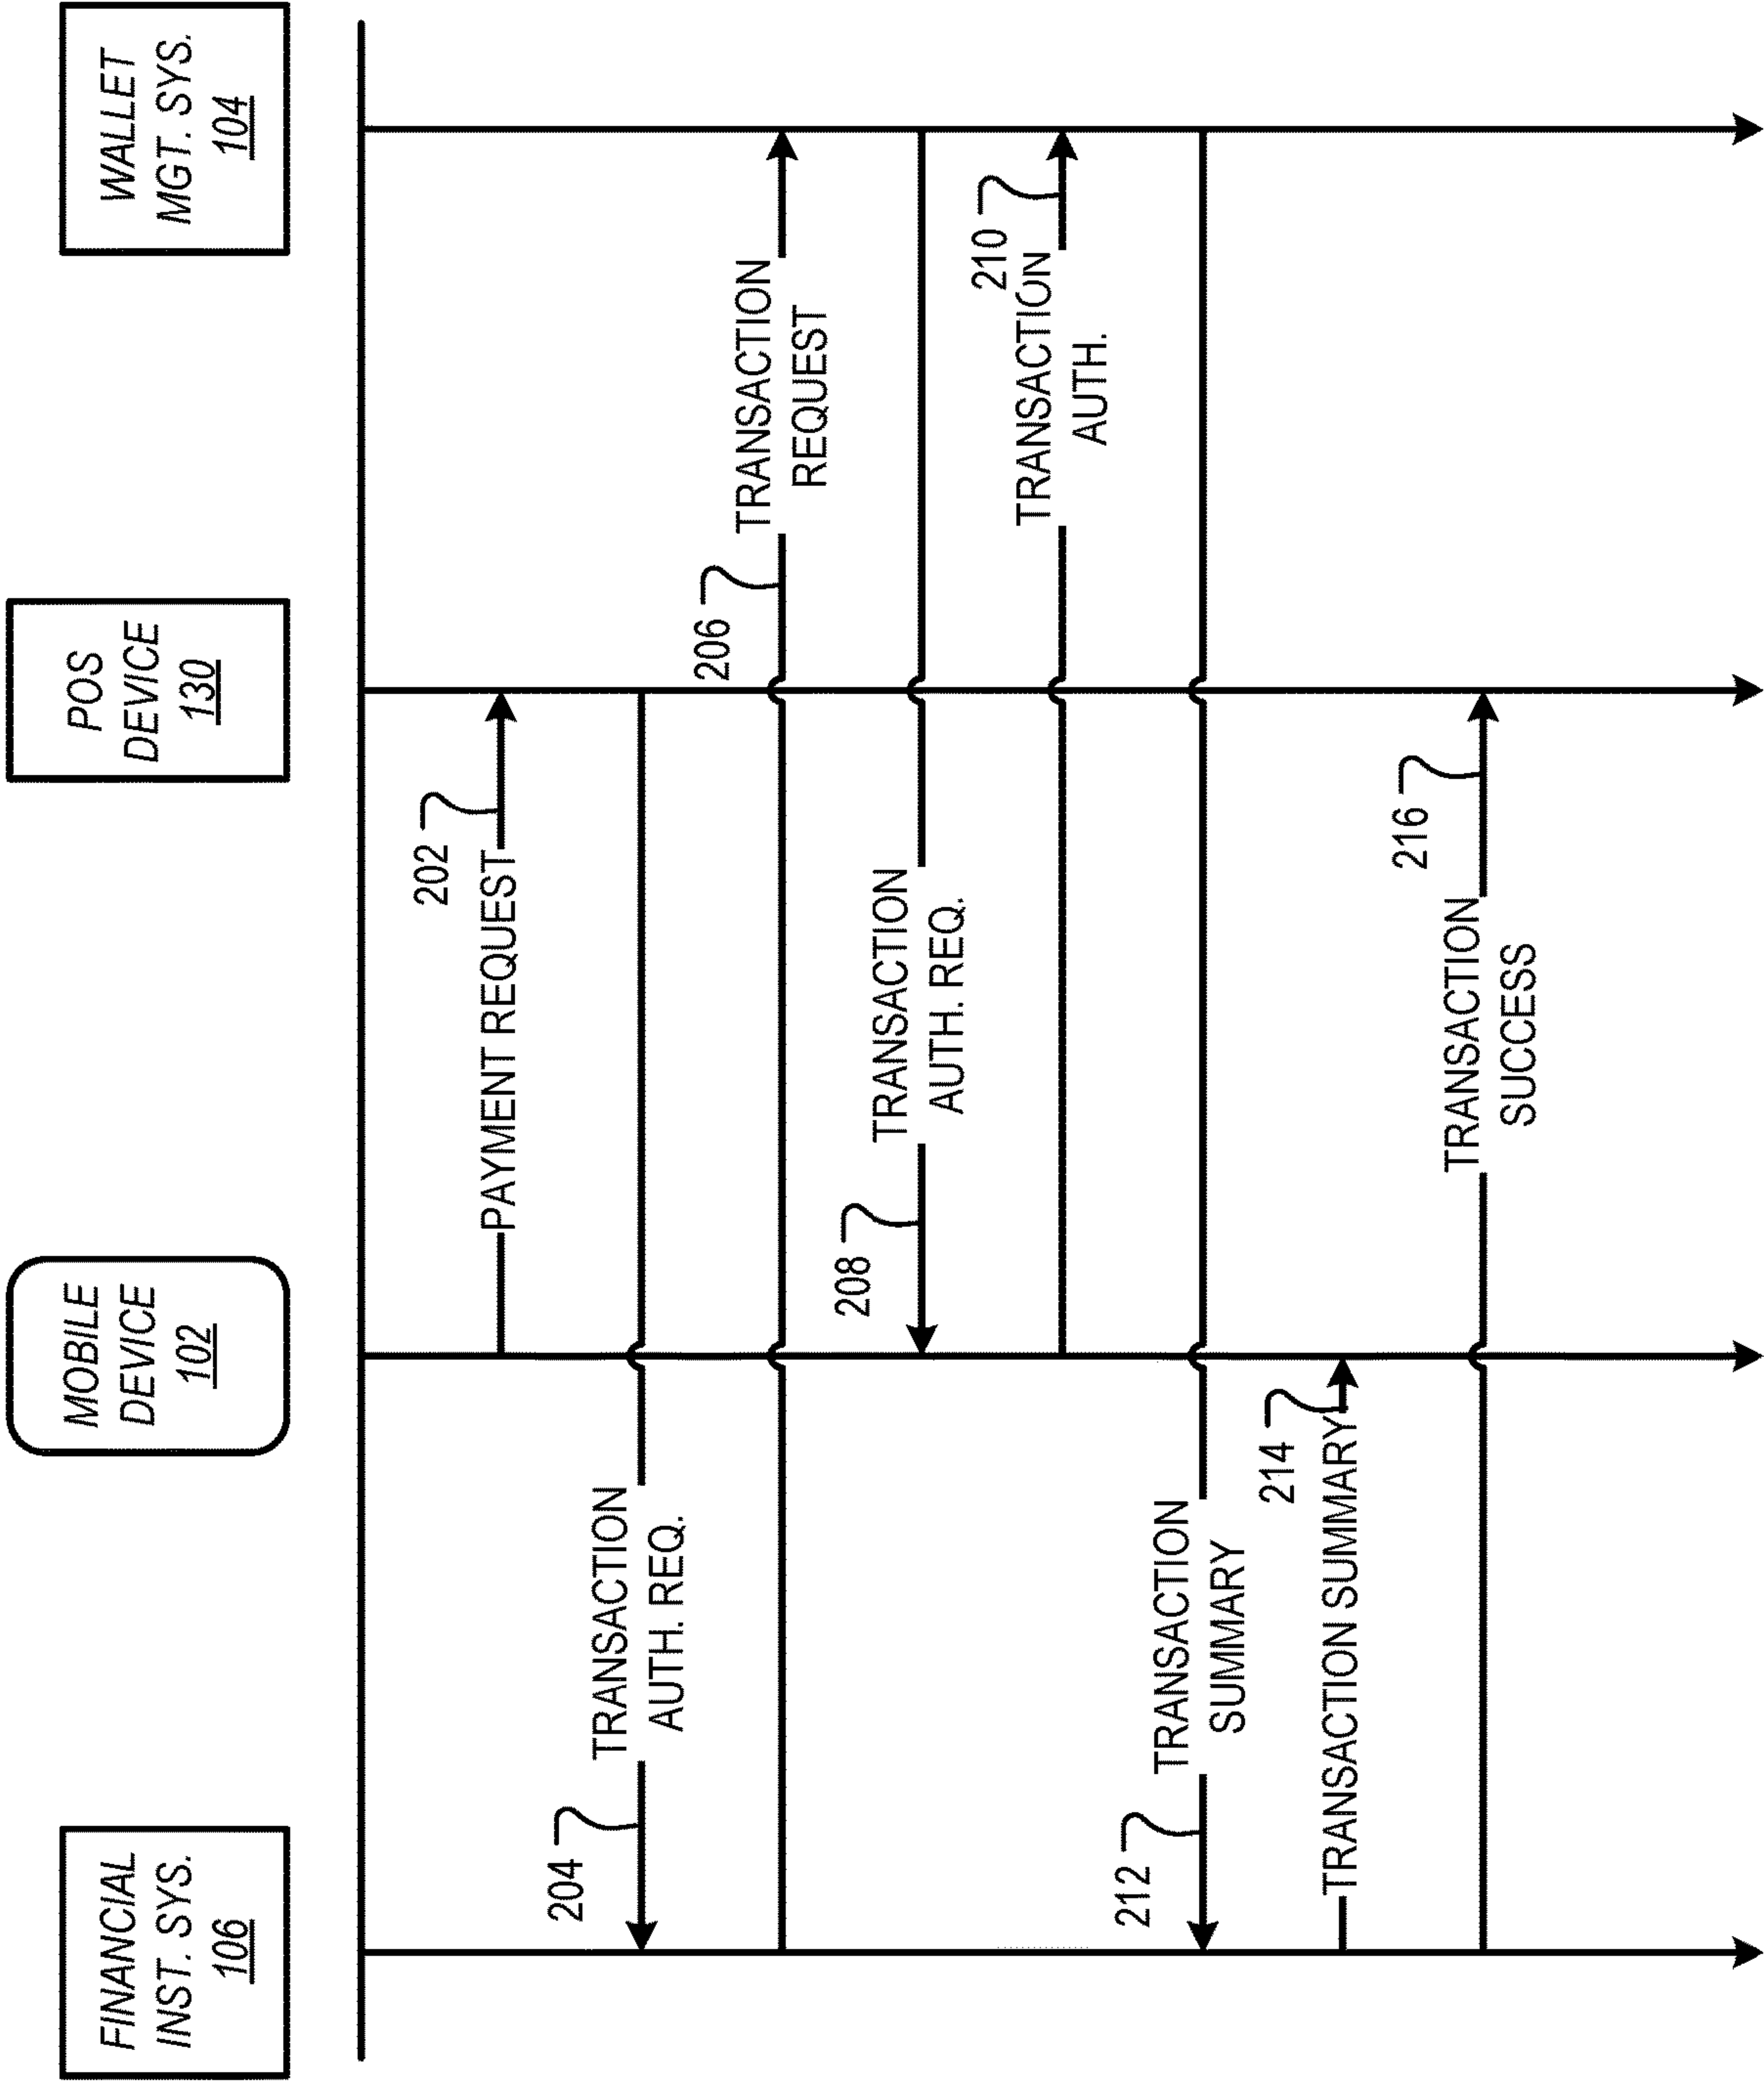 FINANCIAL
INST. SYS.
106
MOBILE
DEVICE
102
POS
DEVICE
130
WALLET
MGT. SYS.
104
202
PAYMENT REQUEST
204
TRANSACTION
AUTH. REQ.
206
TRANSACTION
REQUEST
208
TRANSACTION
AUTH. REQ.
210
TRANSACTION
AUTH.
212
TRANSACTION
SUMMARY
214
TRANSACTION SUMMARY
216
TRANSACTION
SUCCESS